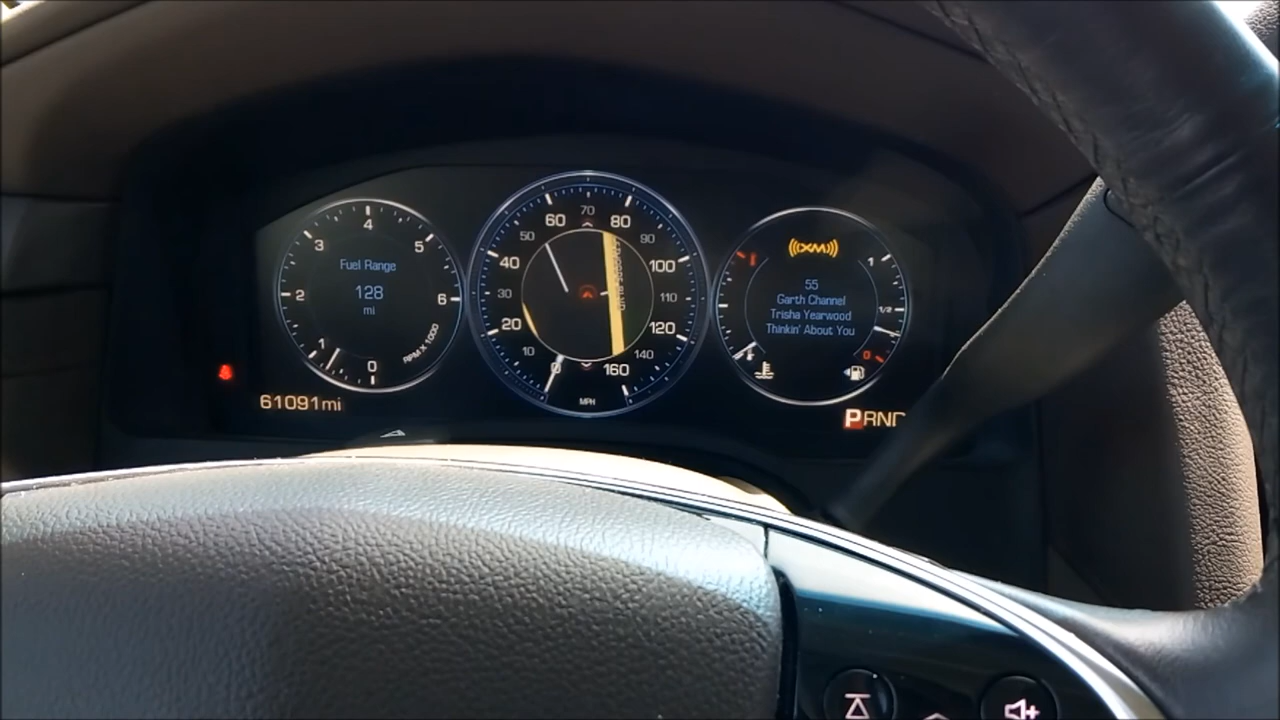 4
3
5
Fuel Range
128
mi
2
6
1
0
RPM X 1000
61091mi
70
60
80
50
90
40
100
30
110
20
120
10
140
0
160
MPH
XM
1
55
Garth Channel
Trisha Yearwood
Thinkin' About You
1/2
0
PRND